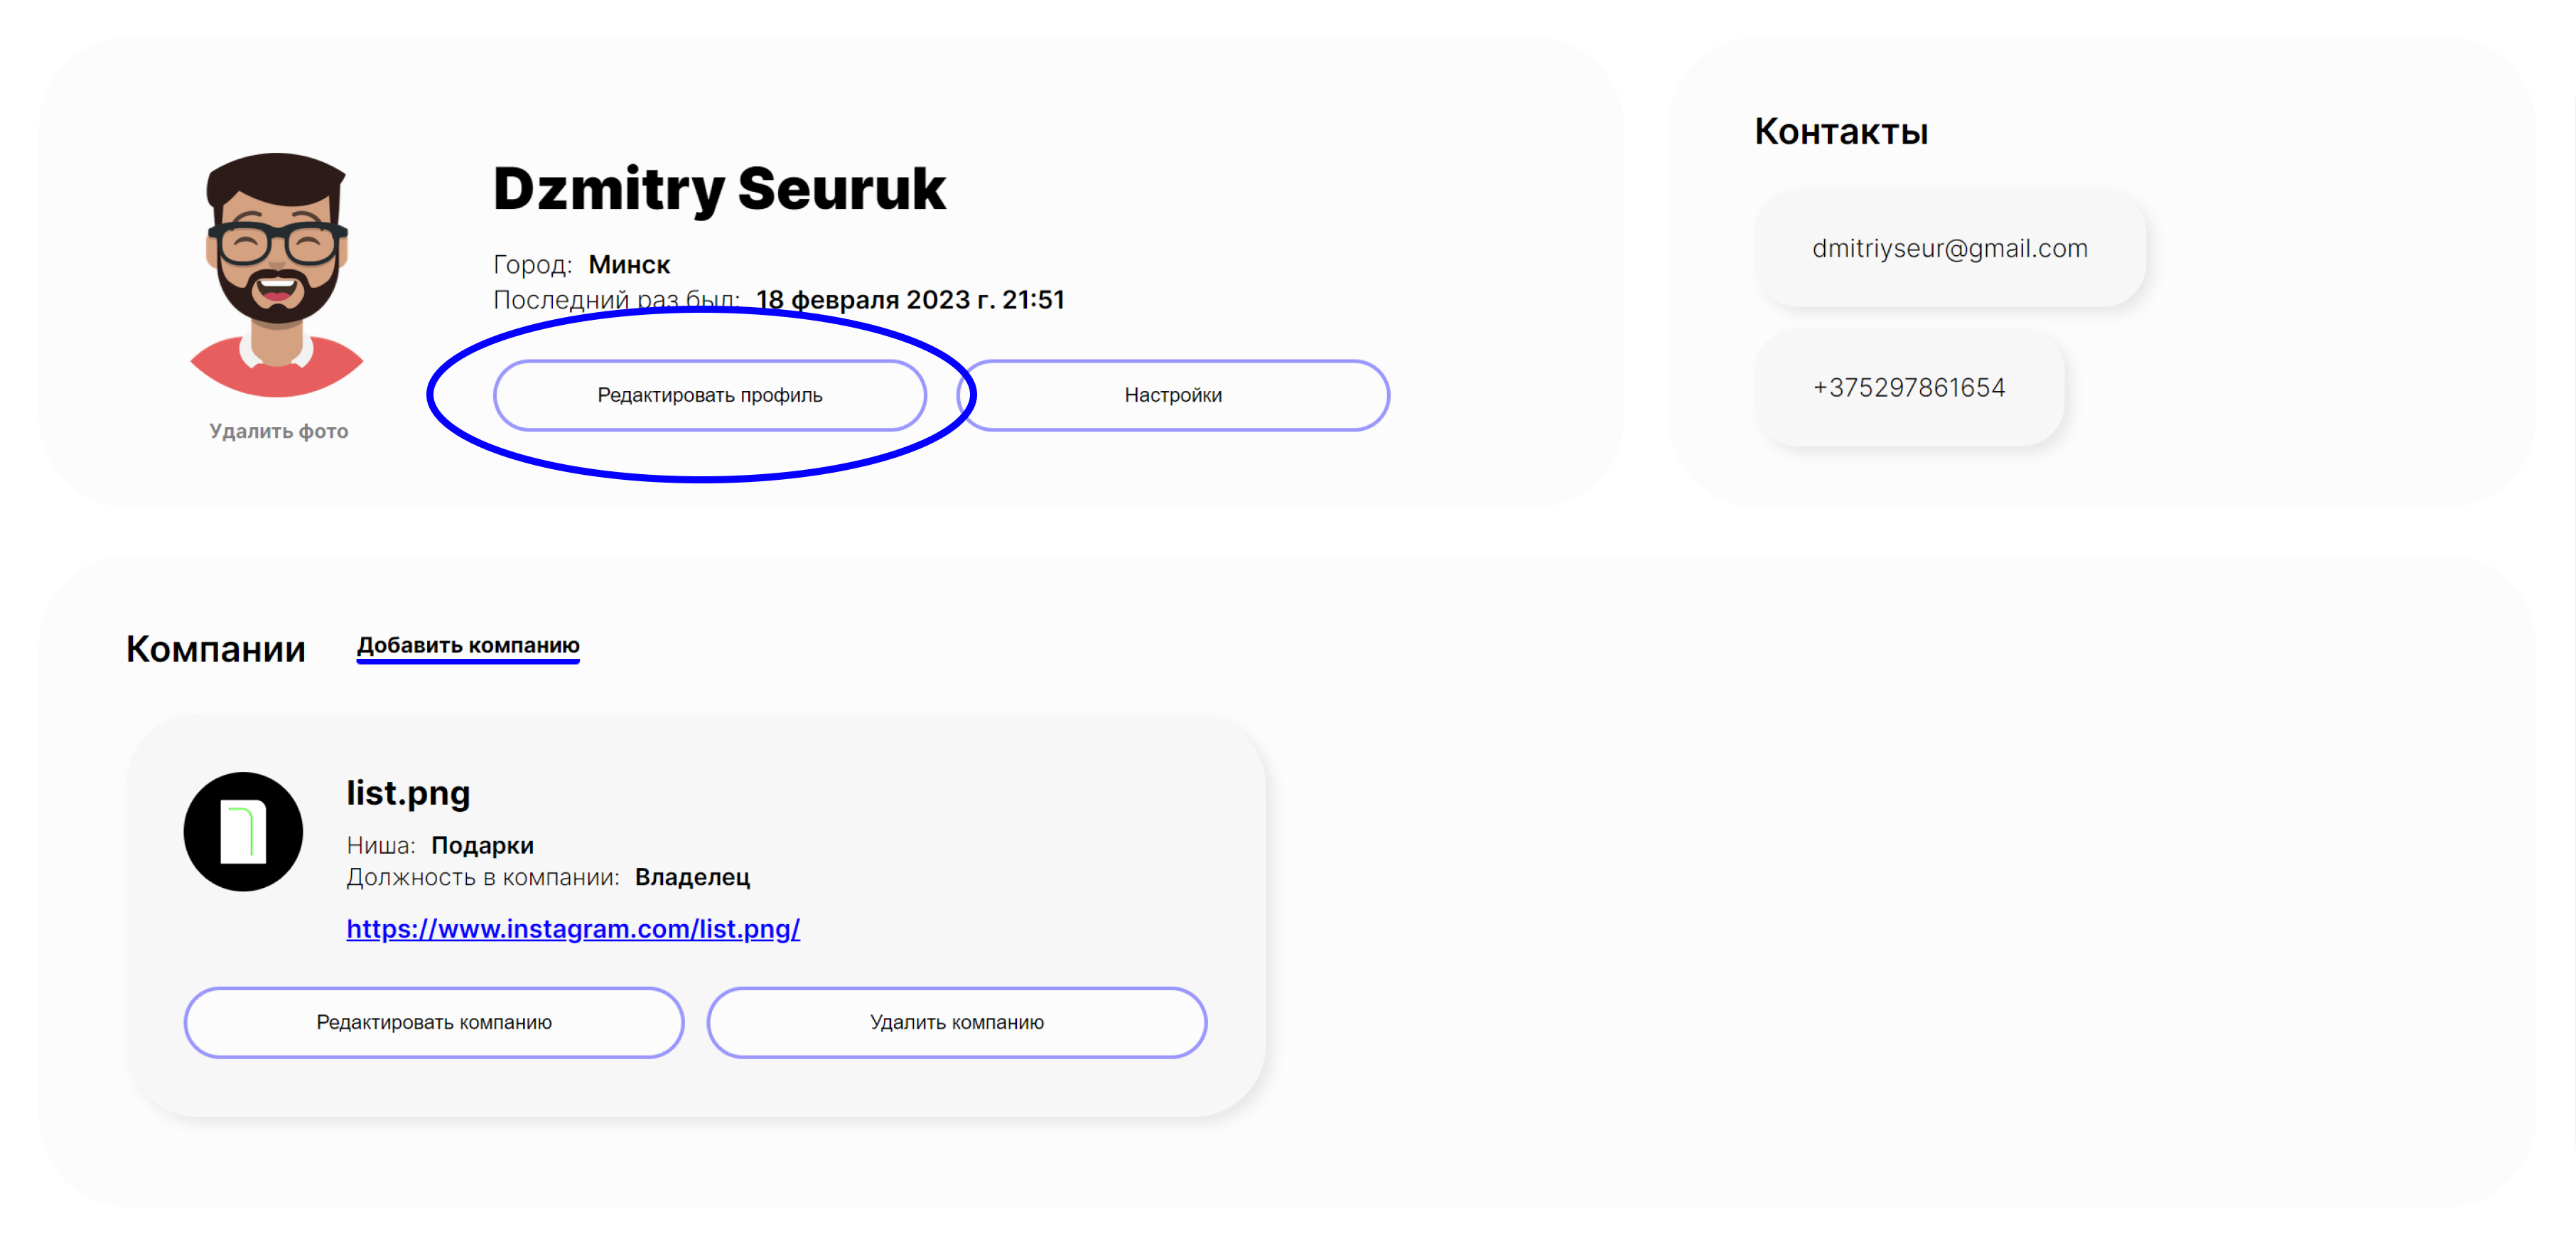 Dzmitry Seuruk
Город: Минск
Последний раз был: 18 февраля 2023 г. 21:51
Редактировать профиль
Настройки
Удалить фото
Контакты
dmitriyseur@gmail.com
+375297861654
Компании
Добавить компанию
list.png
Ниша: Подарки
Должность в компании: Владелец
https://www.instagram.com/list.png/
Редактировать компанию
Удалить компанию